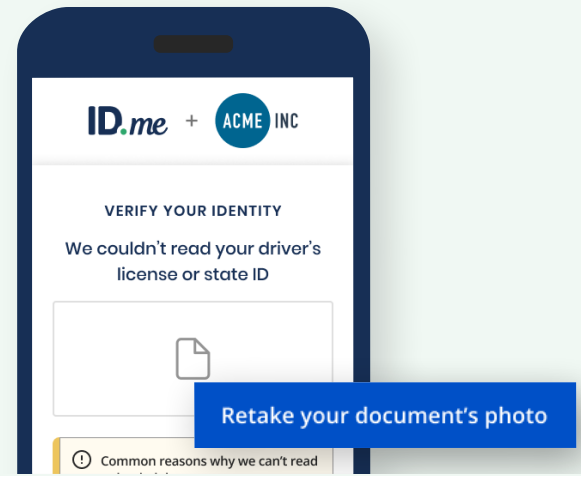 ID.me + ACME INC
VERIFY YOUR IDENTITY
We couldn't read your driver's
license or state ID
Retake your document's photo
Common reasons why we can't read